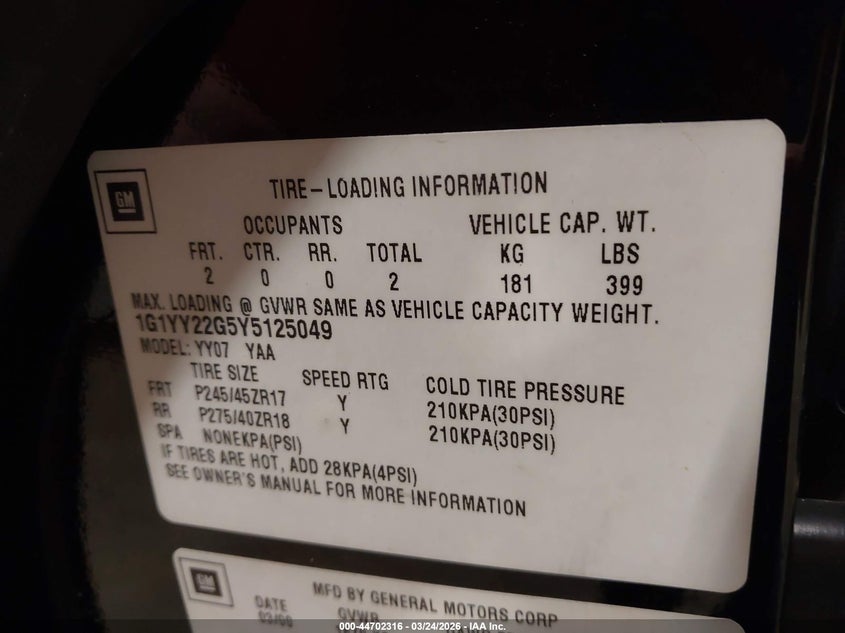 GM
TIRE-LOADING INFORMATION
OCCUPANTS VEHICLE CAP. WT.
FRT. CTR. RR. TOTAL KG LBS
2 0 0 2 181 399
MAX. LOADING @ GVWR SAME AS VEHICLE CAPACITY WEIGHT.
1G1YY22G5Y5125049
MODEL: YY07 YAA
TIRE SIZE SPEED RTG COLD TIRE PRESSURE
FRT P245/45ZR17 Y 210KPA(30PSI)
RR P275/40ZR18 Y 210KPA(30PSI)
SPA NONEKPA(PSI)
IF TIRES ARE HOT, ADD 28KPA(4PSI)
SEE OWNER'S MANUAL FOR MORE INFORMATION
GM
MFD BY GENERAL MOTORS CORP
DATE GVWR
03/00
000-44702316 - 03/24/2026 - IAA Inc.